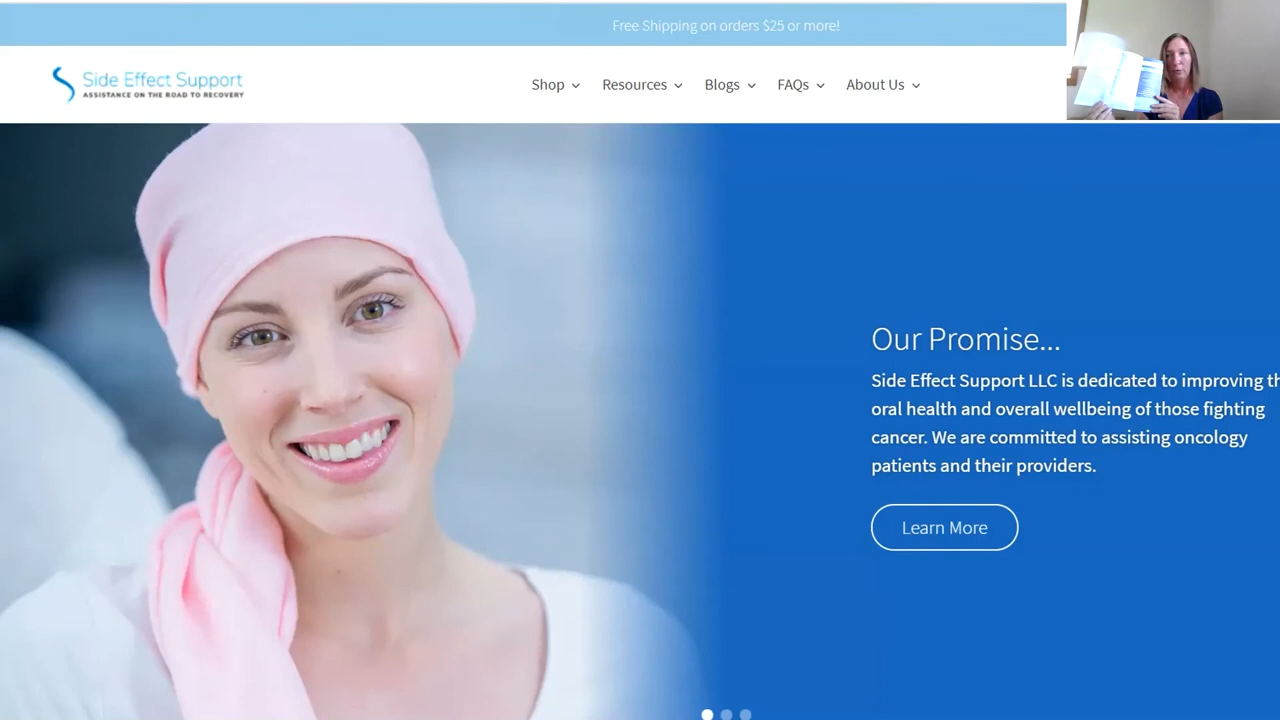 Free Shipping on orders $25 or more!
Side Effect Support
ASSISTANCE ON THE ROAD TO RECOVERY
Shop Resources Blogs FAQs About Us
Our Promise...
Side Effect Support LLC is dedicated to improving th
oral health and overall wellbeing of those fighting
cancer. We are committed to assisting oncology
patients and their providers.
Learn More